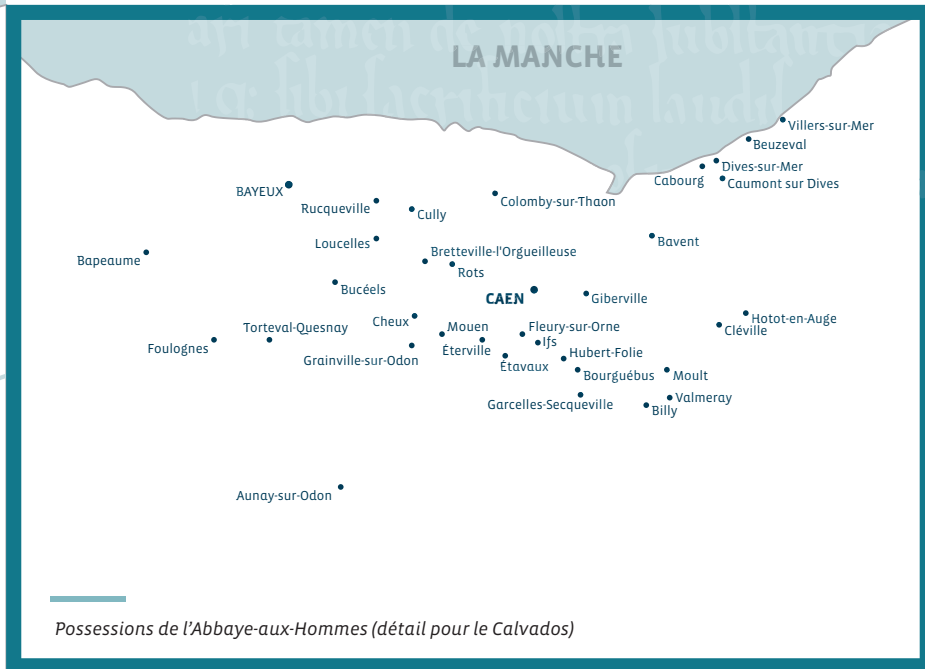 LA MANCHE
Villers-sur-Mer
Beuzeval
Dives-sur-Mer
Cabourg
Caumont sur Dives
BAYEUX
Rucqueville
Cully
Colomby-sur-Thaon
Loucelles
Bretteville-l'Orgueilleuse
Bavent
Bapeaume
Rots
Bucéels
CAEN
Giberville
Cheux
Mouen
Fleury-sur-Orne
Hotot-en-Auge
Cléville
Torteval-Quesnay
Foulognes
Éterville
Ifs
Grainville-sur-Odon
Hubert-Folie
Étavaux
Bourguébus
Moult
Garcelles-Secqueville
Valmeray
Billy
Aunay-sur-Odon
Possessions de l'Abbaye-aux-Hommes (détail pour le Calvados)